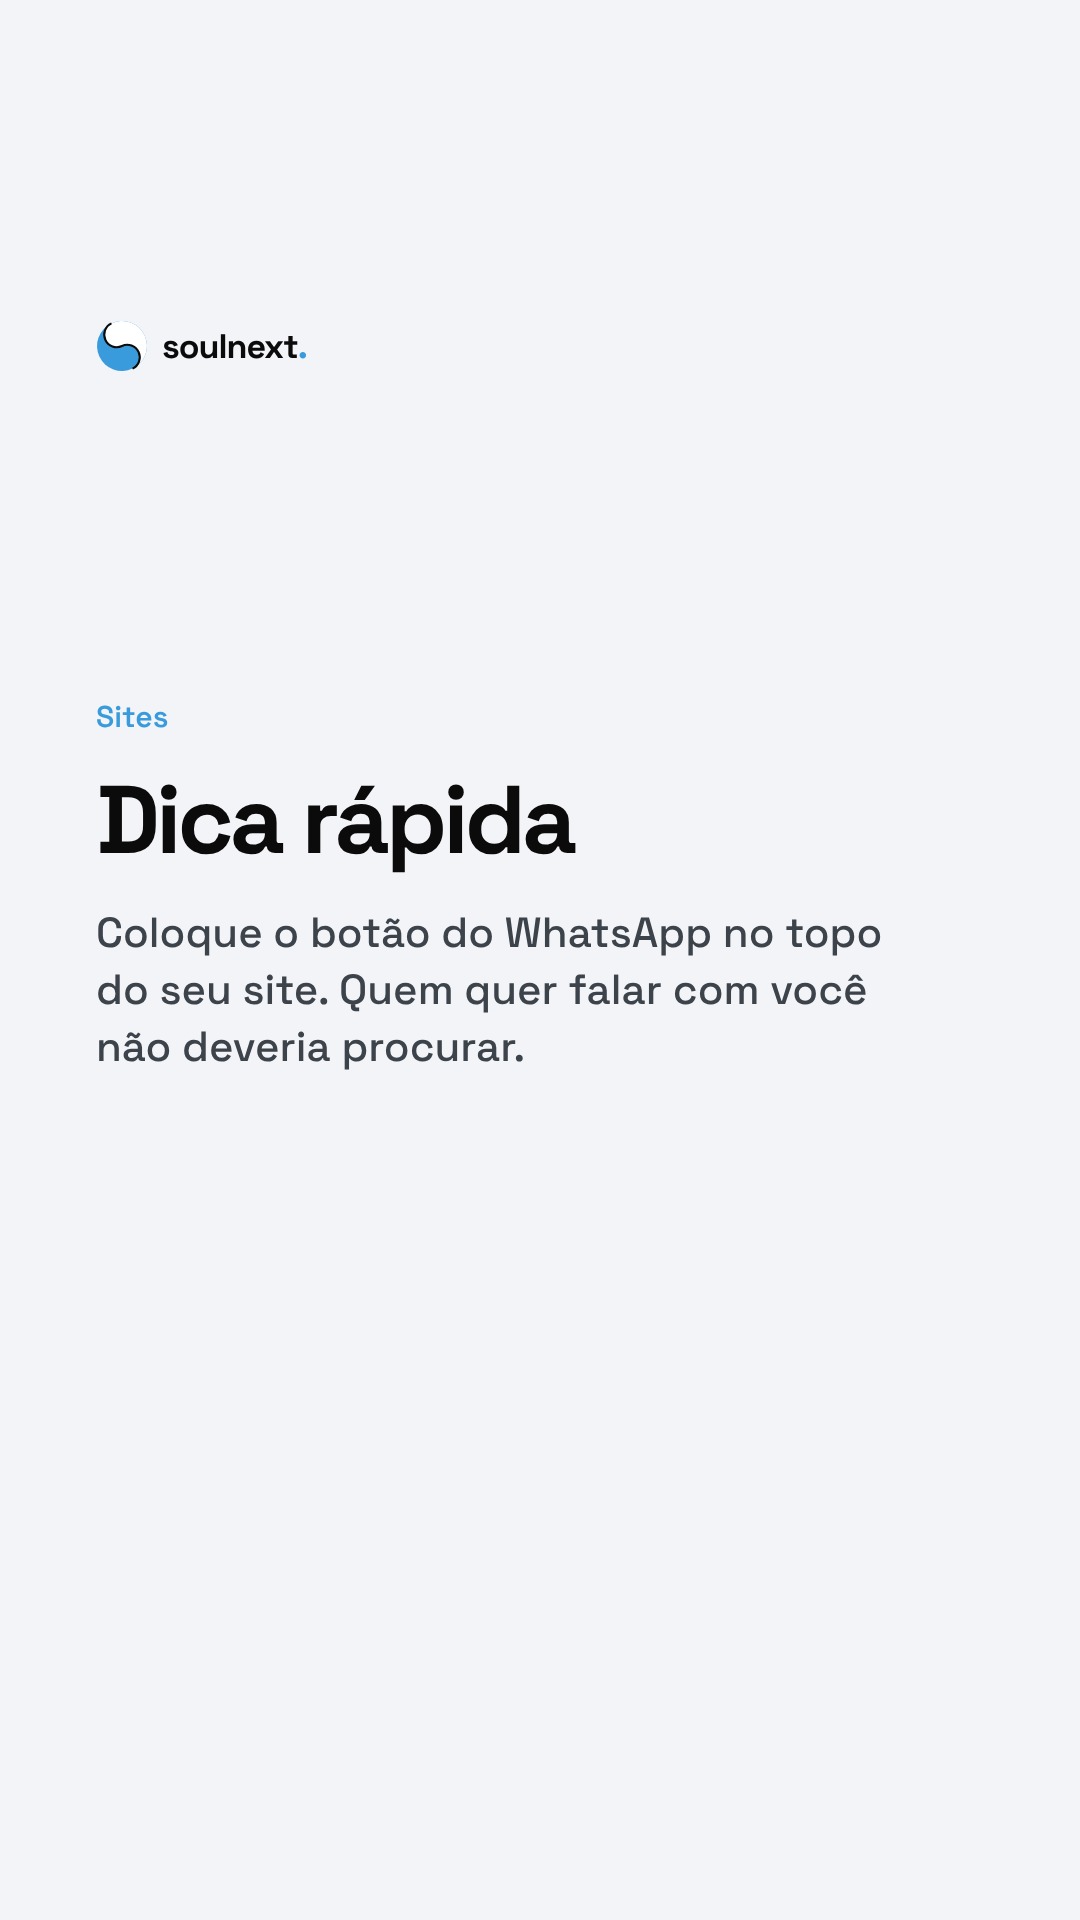 soulnext.
Sites
Dica rápida
Coloque o botão do WhatsApp no topo
do seu site. Quem quer falar com você
não deveria procurar.